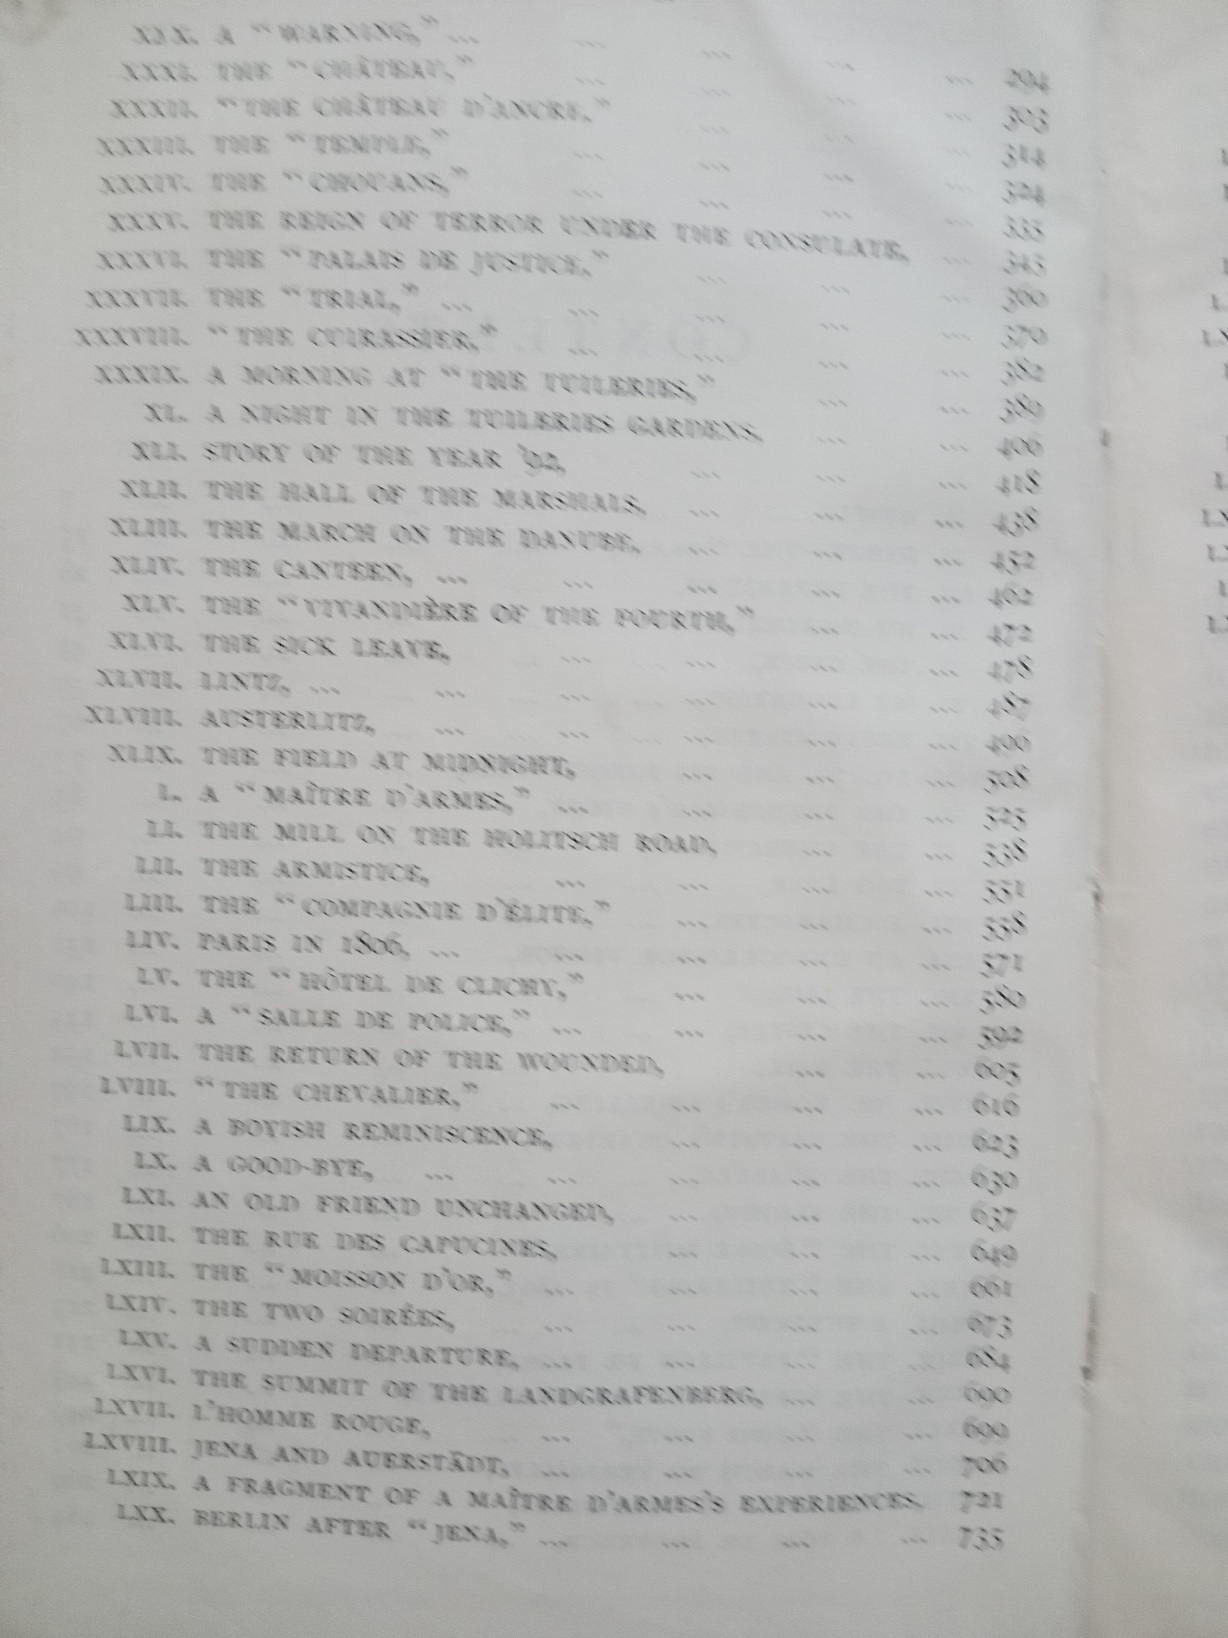 XXX. A "WARNING," ... ... ... ... ... 294
XXXI. THE "CHÂTEAU," ... ... ... ... 303
XXXII. "THE CHÂTEAU D'ANCRE," ... ... ... 314
XXXIII. THE "TEMPLE," ... ... ... ... 324
XXXIV. THE "CHOUANS," ... ... ... ... 333
XXXV. THE REIGN OF TERROR UNDER THE CONSULATE, ... 343
XXXVI. THE "PALAIS DE JUSTICE," ... ... ... 360
XXXVII. THE "TRIAL," ... ... ... ... ... 370
XXXVIII. "THE CUIRASSIER," ... ... ... ... 382
XXXIX. A MORNING AT "THE TUILERIES," ... ... 389
XL. A NIGHT IN THE TUILERIES GARDENS, ... ... 406
XLI. STORY OF THE YEAR '92, ... ... ... 418
XLII. THE HALL OF THE MARSHALS, ... ... ... 438
XLIII. THE MARCH ON THE DANUBE, ... ... ... 452
XLIV. THE CANTEEN, ... ... ... ... ... 462
XLV. THE "VIVANDIÈRE OF THE FOURTH," ... ... 472
XLVI. THE SICK LEAVE, ... ... ... ... 478
XLVII. LINTZ, ... ... ... ... ... ... 487
XLVIII. AUSTERLITZ, ... ... ... ... ... 496
XLIX. THE FIELD AT MIDNIGHT, ... ... ... 508
L. A "MAÎTRE D'ARMES," ... ... ... ... 525
LI. THE MILL ON THE HOLITSCH ROAD, ... ... 538
LII. THE ARMISTICE, ... ... ... ... 551
LIII. THE "COMPAGNIE D'ÉLITE," ... ... ... 558
LIV. PARIS IN 1806, ... ... ... ... ... 571
LV. THE "HÔTEL DE CLICHY," ... ... ... 580
LVI. A "SALLE DE POLICE," ... ... ... ... 592
LVII. THE RETURN OF THE WOUNDED, ... ... 605
LVIII. "THE CHEVALIER," ... ... ... ... 616
LIX. A BOYISH REMINISCENCE, ... ... ... 623
LX. A GOOD-BYE, ... ... ... ... ... 630
LXI. AN OLD FRIEND UNCHANGED, ... ... ... 637
LXII. THE RUE DES CAPUCINES, ... ... ... 649
LXIII. THE "MOISSON D'OR," ... ... ... ... 661
LXIV. THE TWO SOIRÉES, ... ... ... ... 673
LXV. A SUDDEN DEPARTURE, ... ... ... ... 684
LXVI. THE SUMMIT OF THE LANDGRAFENBERG, ... ... 690
LXVII. L'HOMME ROUGE, ... ... ... ... 699
LXVIII. JENA AND AUERSTÄDT, ... ... ... ... 706
LXIX. A FRAGMENT OF A MAÎTRE D'ARMES'S EXPERIENCES, 721
LXX. BERLIN AFTER "JENA," ... ... ... ... 735